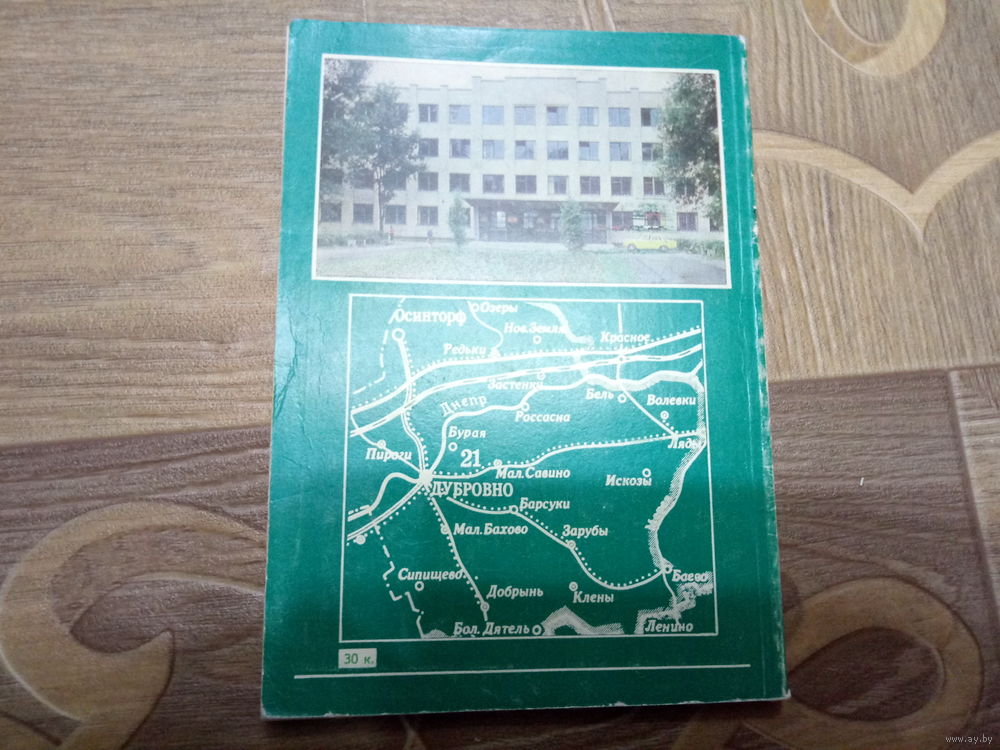 Озеры
Осинторф
Нов. Земля
Красное
Редьки
Застенки
Бель
Днепр
Россасна
Волевки
Бурая
Ляды
Пироги
21
Мал. Савино
Искозы
ДУБРОВНО
Барсуки
Мал. Бахово
Зарубы
Сипищево
Баево
Добрынь
Клены
Бол. Дятель
Ленино
30 к.
www.ay.by